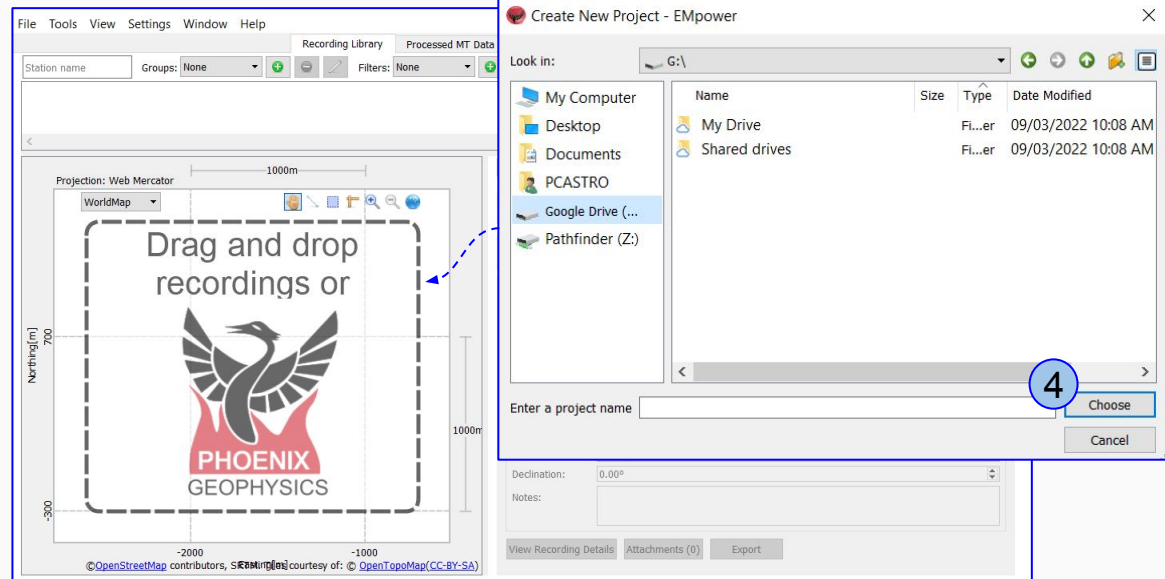 File Tools View Settings Window Help
Recording Library Processed MT Data
Station name Groups: None Filters: None
Projection: Web Mercator
1000m
WorldMap
Drag and drop
recordings or
PHOENIX
GEOPHYSICS
Northing[m]
700
-300
1000m
-2000 -1000
©OpenStreetMap contributors, courtesy of: © OpenTopoMap(CC-BY-SA)
Create New Project - EMpower
Look in: G:\
My Computer
Desktop
Documents
PCASTRO
Google Drive (...
Pathfinder (Z:)
Name Size Type Date Modified
My Drive Fi...er 09/03/2022 10:08 AM
Shared drives Fi...er 09/03/2022 10:08 AM
4
Enter a project name Choose
Cancel
Declination: 0.00º
Notes:
View Recording Details Attachments (0) Export